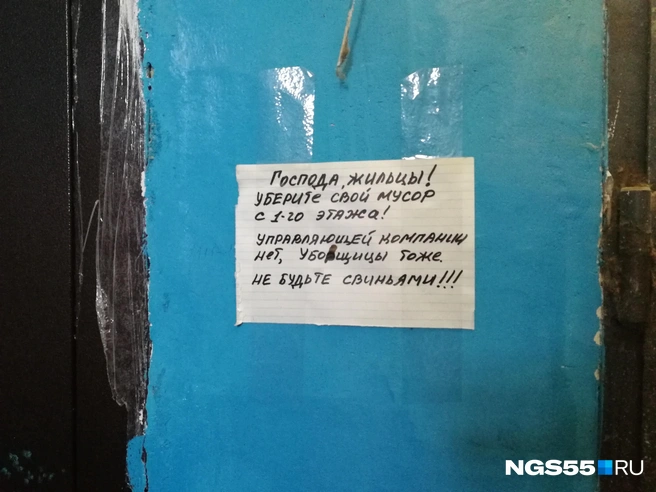 Господа, жильцы!
уберите свой мусор
с 1-го этажа!
управляющей компании
нет, уборщицы тоже.
не будьте свиньями!!!
NGS55.RU